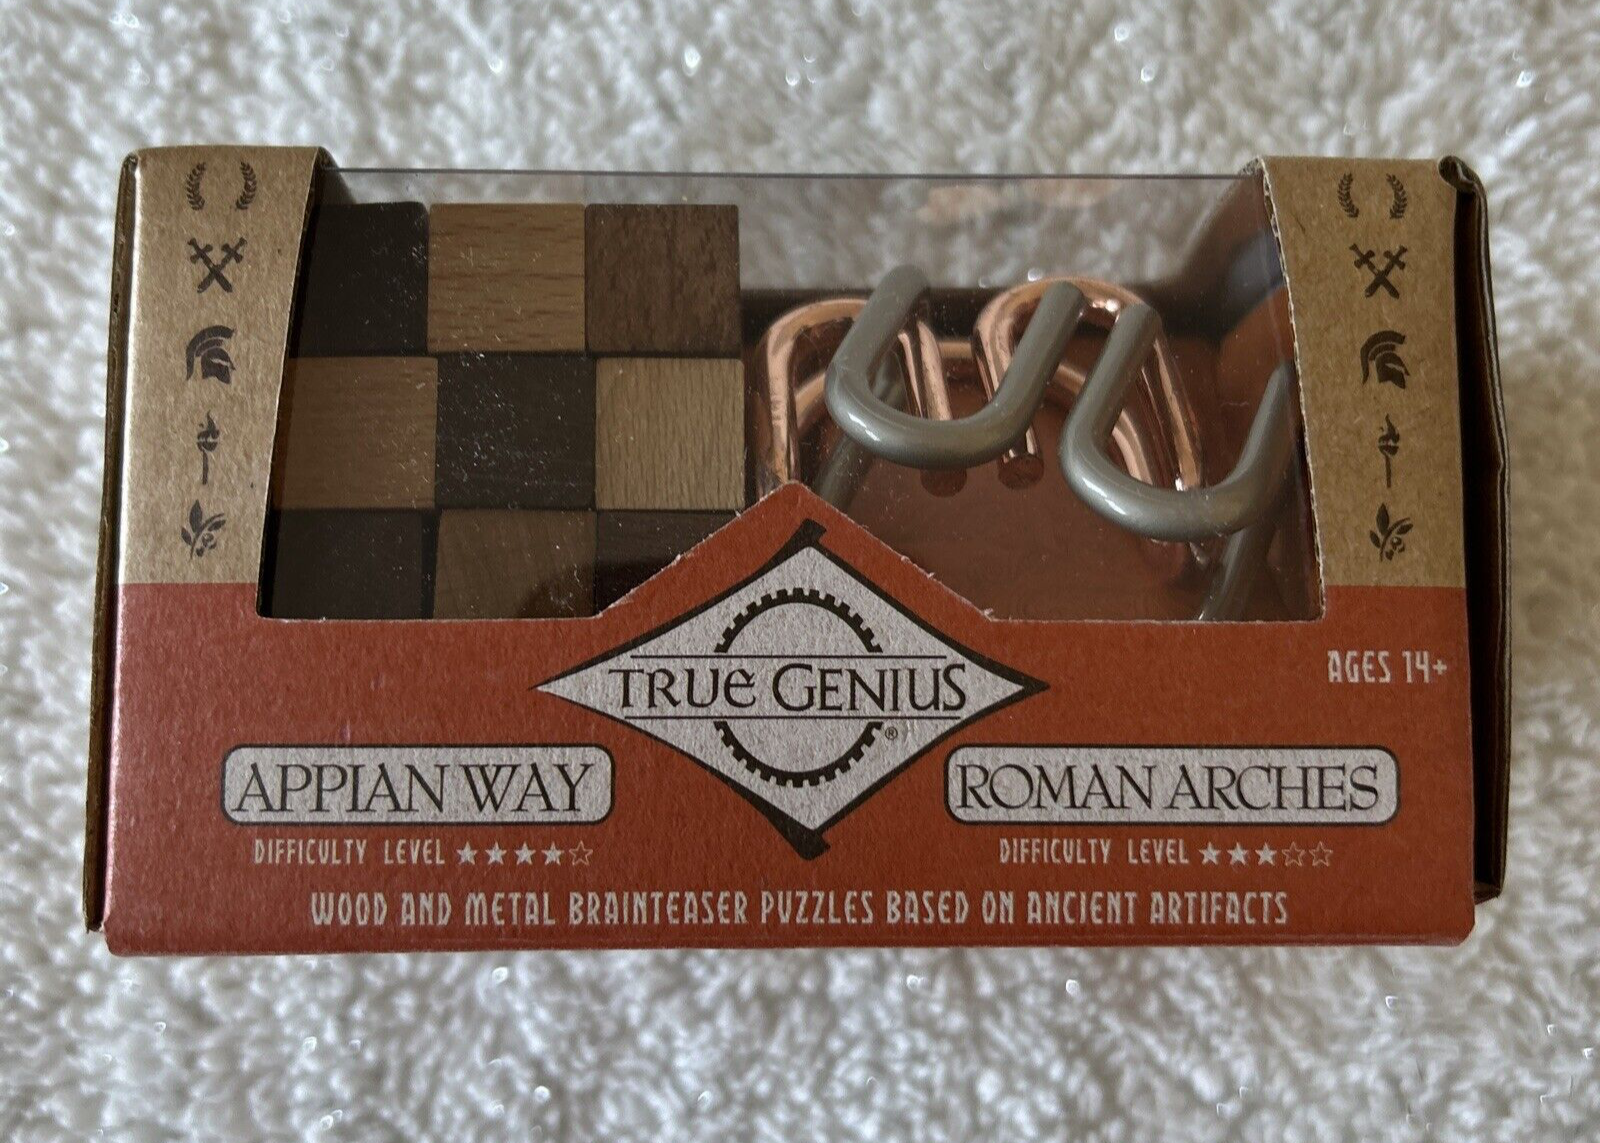 TRUE GENIUS
®
AGES 14+
APPIAN WAY
ROMAN ARCHES
DIFFICULTY LEVEL ★★★★☆
DIFFICULTY LEVEL ★★★☆☆
WOOD AND METAL BRAINTEASER PUZZLES BASED ON ANCIENT ARTIFACTS